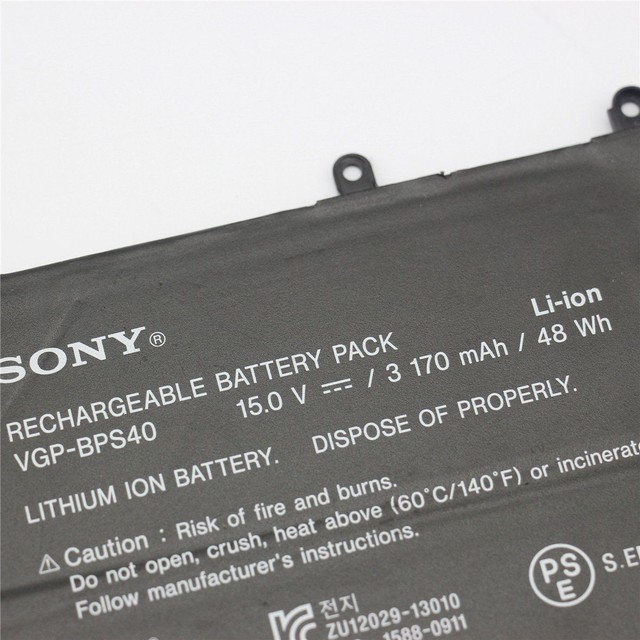 SONY®
Li-ion
RECHARGEABLE BATTERY PACK
VGP-BPS40 15.0 V ⎓ / 3 170 mAh / 48 Wh
LITHIUM ION BATTERY. DISPOSE OF PROPERLY.
⚠ Caution : Risk of fire and burns.
Do not open, crush, heat above (60°C/140°F) or incinerate
Follow manufacturer's instructions.
PS E
전지
ZU12029-13010
1588-0911